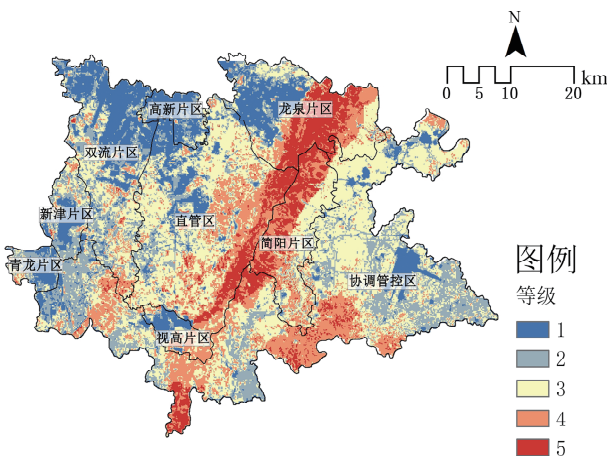 N
0 5 10 20 km
高新片区
龙泉片区
双流片区
新津片区
直管区
简阳片区
青龙片区
协调管控区
视高片区
图例
等级
1
2
3
4
5